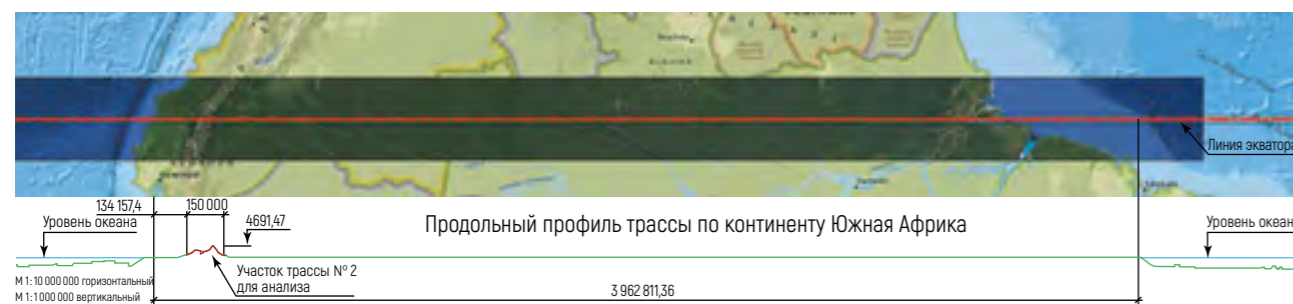 Линия экватора
134 157,4
150 000
Уровень океана
4691,47
Продольный профиль трассы по континенту Южная Африка
Уровень океан
Участок трассы № 2
для анализа
М 1: 10 000 000 горизонтальный
М 1: 1 000 000 вертикальный
3 962 811,36